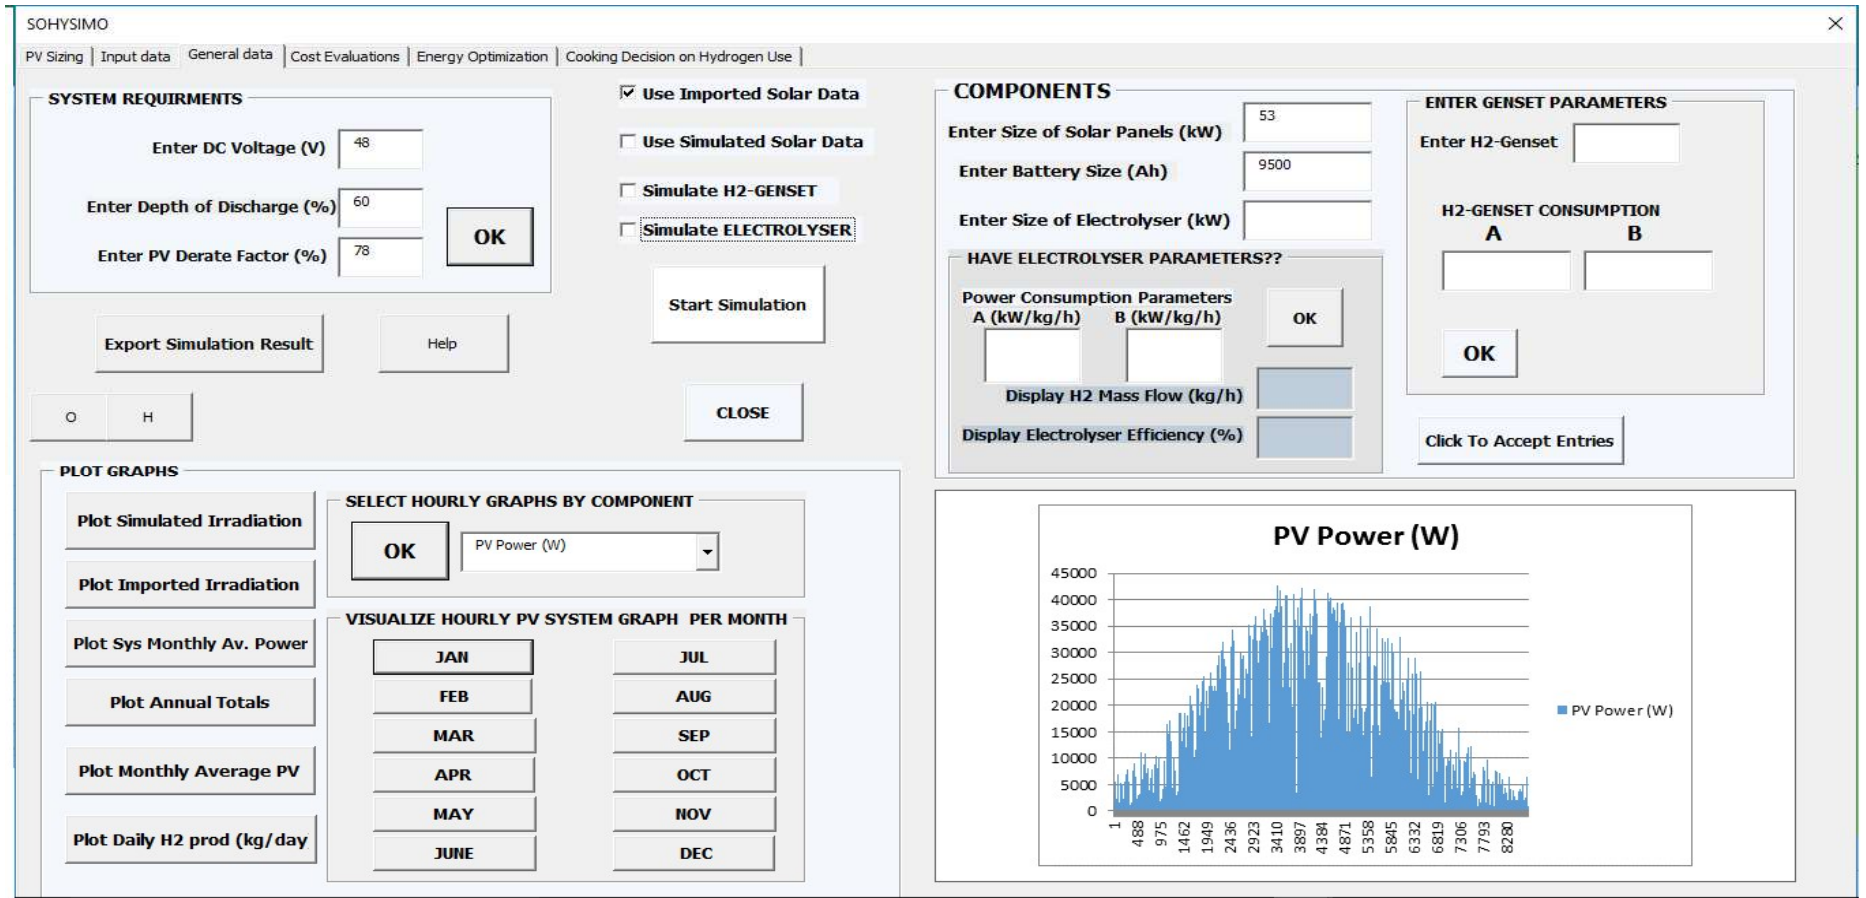 SOHYSIMO
PV Sizing Input data General data Cost Evaluations Energy Optimization Cooking Decision on Hydrogen Use
SYSTEM REQUIRMENTS
Enter DC Voltage (V) 48
Enter Depth of Discharge (%) 60
Enter PV Derate Factor (%) 78
OK
Export Simulation Result
Help
O
H
Use Imported Solar Data
Use Simulated Solar Data
Simulate H2-GENSET
Simulate ELECTROLYSER
Start Simulation
CLOSE
COMPONENTS
Enter Size of Solar Panels (kW) 53
Enter Battery Size (Ah) 9500
Enter Size of Electrolyser (kW)
HAVE ELECTROLYSER PARAMETERS??
Power Consumption Parameters
A (kW/kg/h) B (kW/kg/h)
OK
Display H2 Mass Flow (kg/h)
Display Electrolyser Efficiency (%)
ENTER GENSET PARAMETERS
Enter H2-Genset
H2-GENSET CONSUMPTION
A B
OK
Click To Accept Entries
PLOT GRAPHS
Plot Simulated Irradiation
Plot Imported Irradiation
Plot Sys Monthly Av. Power
Plot Annual Totals
Plot Monthly Average PV
Plot Daily H2 prod (kg/day
SELECT HOURLY GRAPHS BY COMPONENT
OK PV Power (W)
VISUALIZE HOURLY PV SYSTEM GRAPH PER MONTH
JAN JUL
FEB AUG
MAR SEP
APR OCT
MAY NOV
JUNE DEC
PV Power (W)
45000
40000
35000
30000
25000
20000
15000
10000
5000
0
1 488 975 1462 1949 2436 2923 3410 3897 4384 4871 5358 5845 6332 6819 7306 7793 8280
PV Power (W)